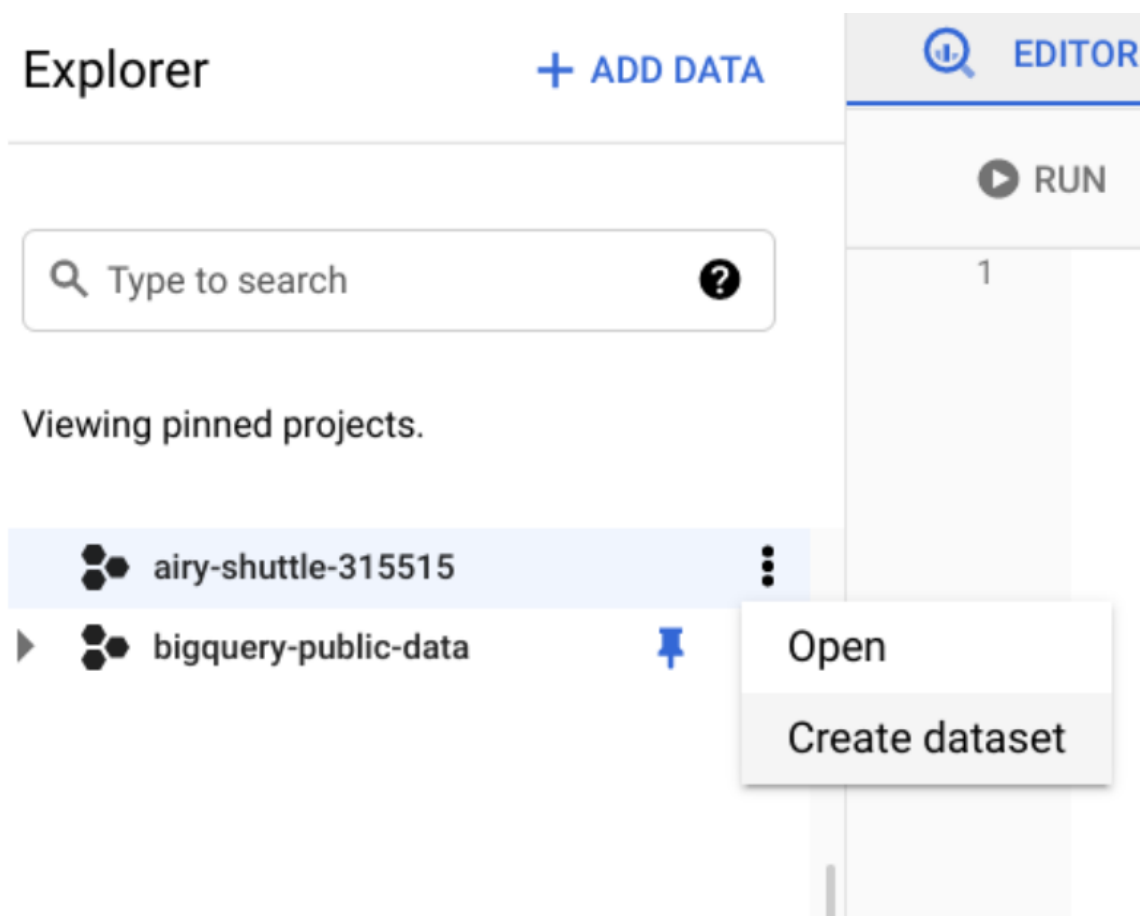 Explorer
+ ADD DATA
EDITOR
RUN
Type to search
1
Viewing pinned projects.
airy-shuttle-315515
bigquery-public-data
Open
Create dataset